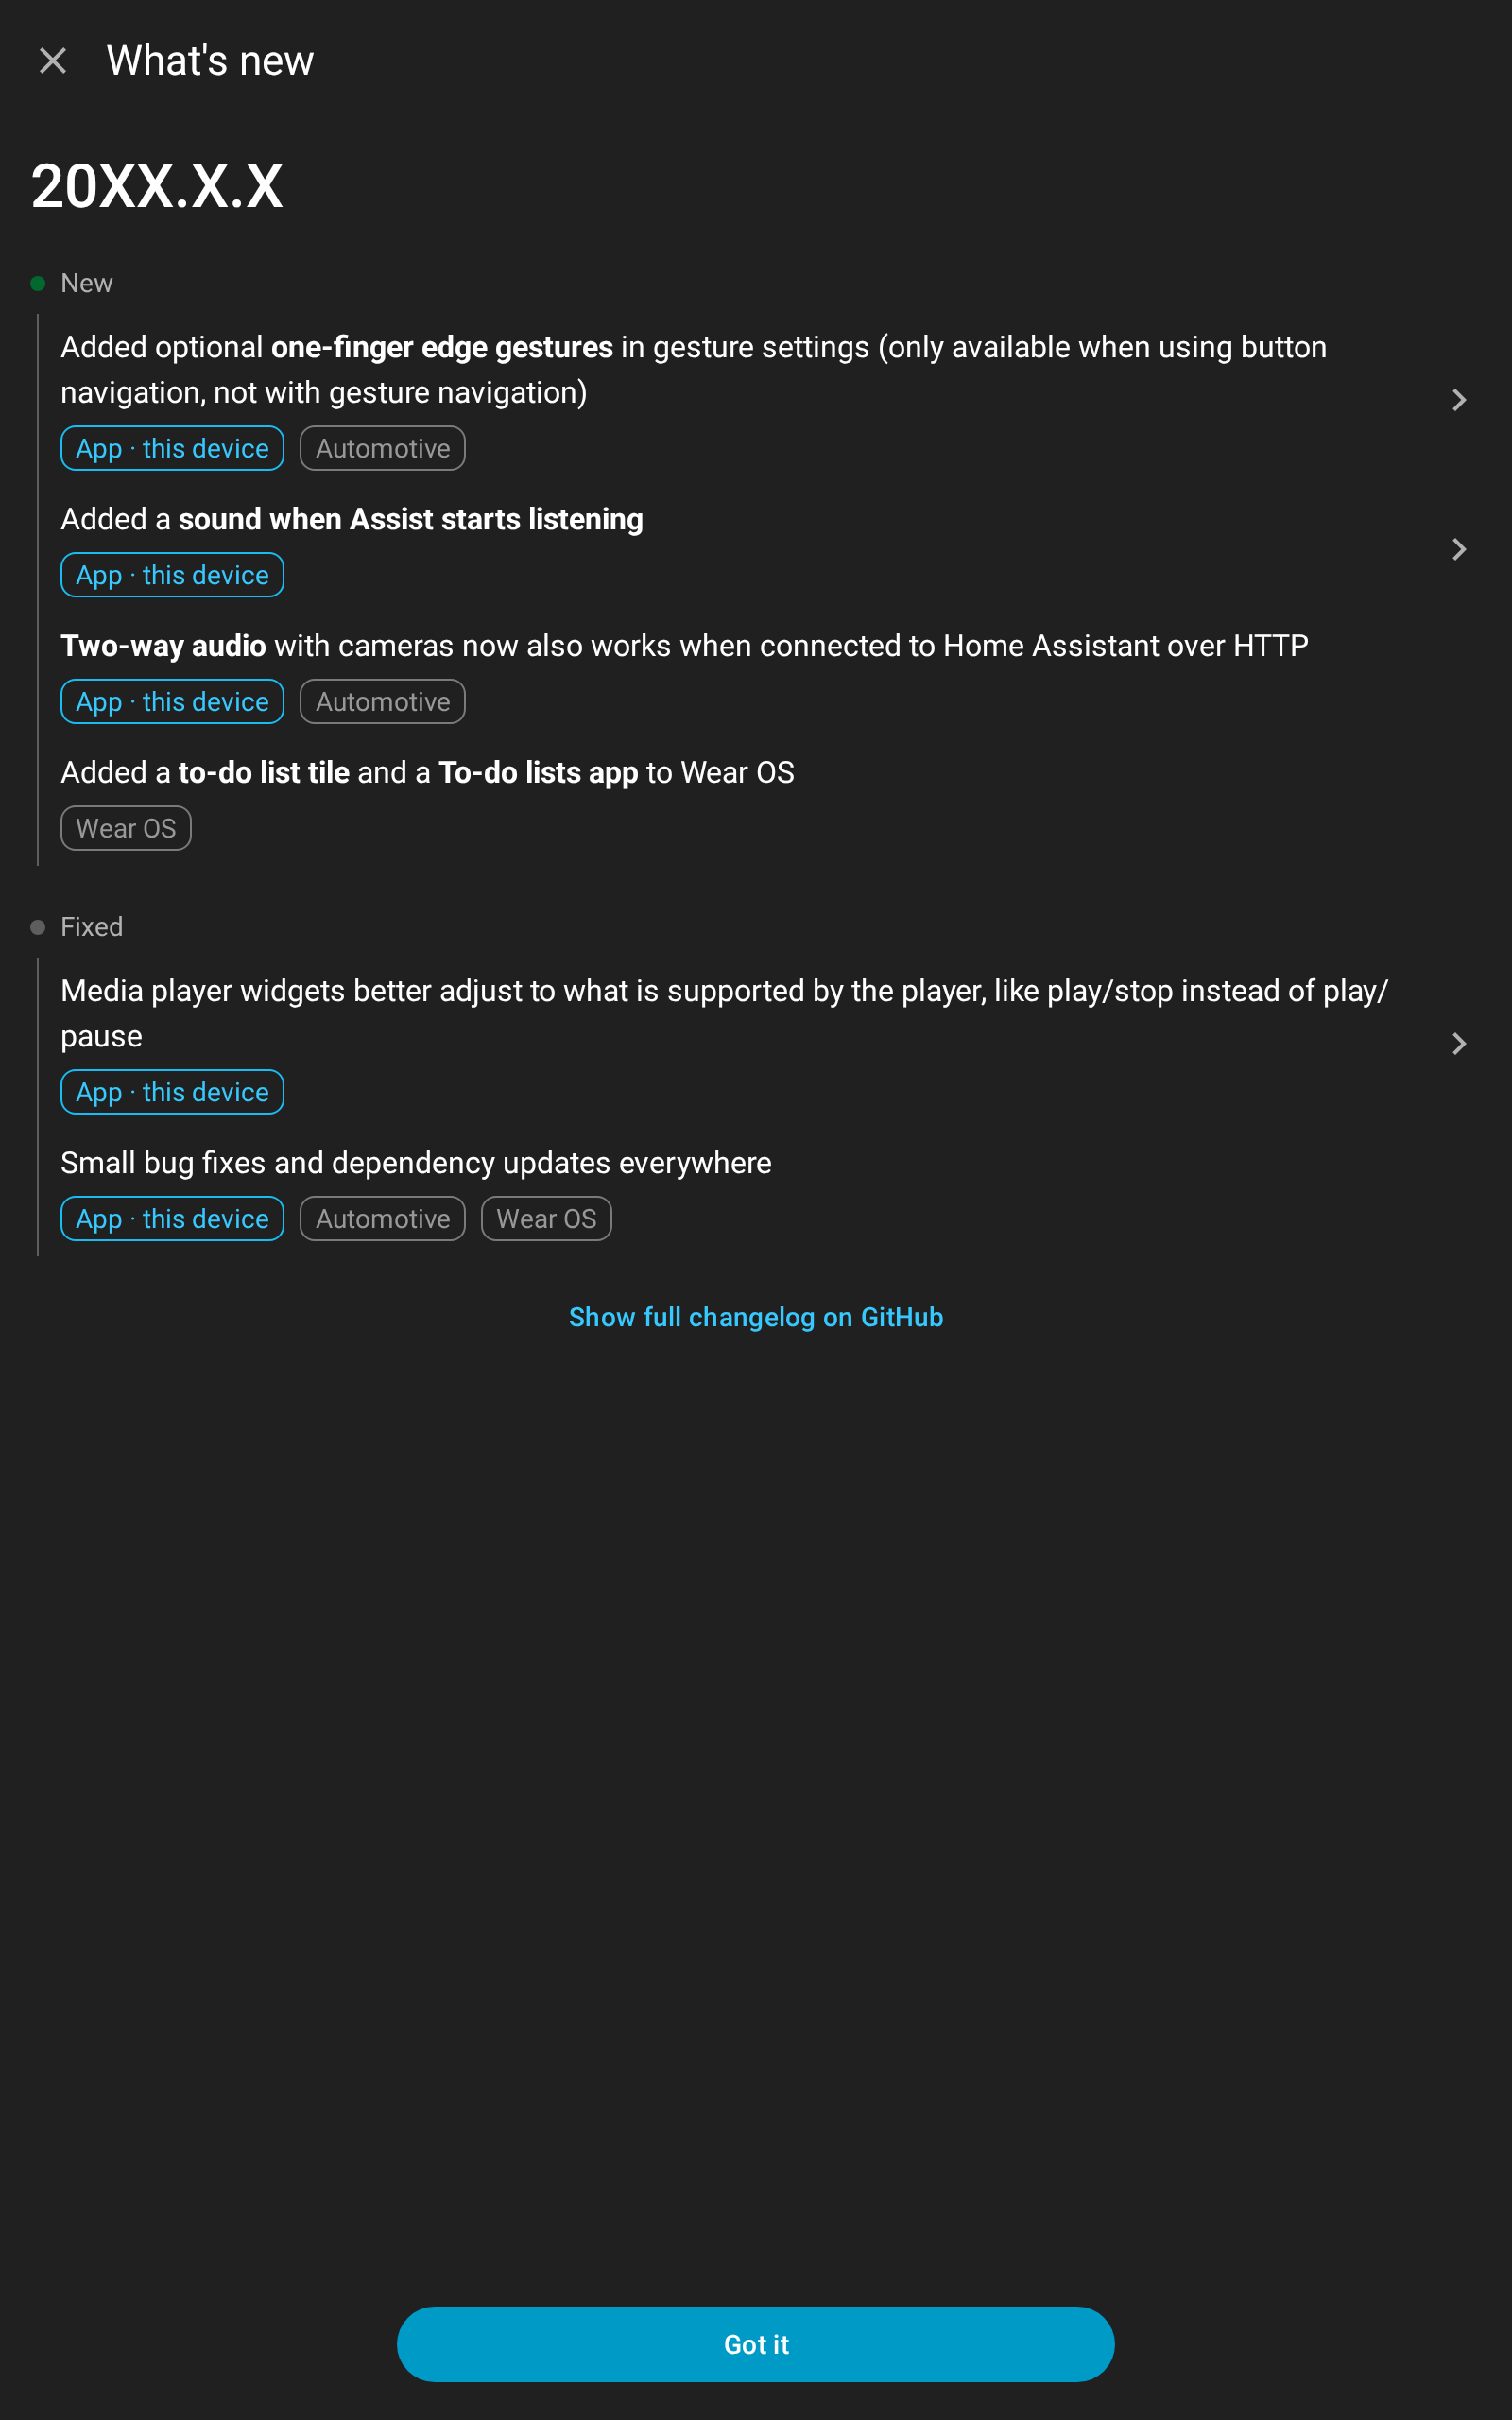 What's new
20XX.X.X
New
Added optional one-finger edge gestures in gesture settings (only available when using button
navigation, not with gesture navigation)
App · this device Automotive
Added a sound when Assist starts listening
App · this device
Two-way audio with cameras now also works when connected to Home Assistant over HTTP
App · this device Automotive
Added a to-do list tile and a To-do lists app to Wear OS
Wear OS
Fixed
Media player widgets better adjust to what is supported by the player, like play/stop instead of play/
pause
App · this device
Small bug fixes and dependency updates everywhere
App · this device Automotive Wear OS
Show full changelog on GitHub
Got it